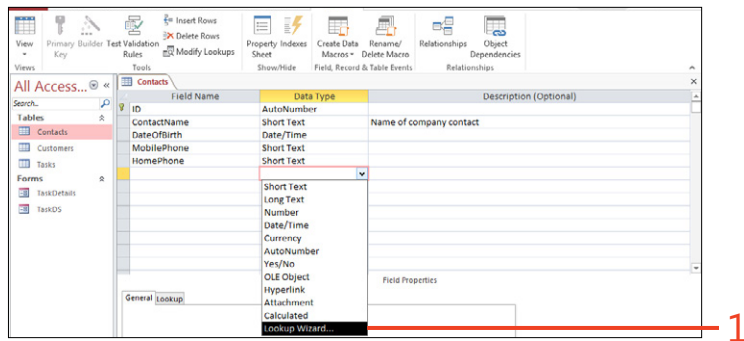 View
Primary Key
Builder
Test Validation Rules
Insert Rows
Delete Rows
Modify Lookups
Property Sheet
Indexes
Create Data Macros
Rename/ Delete Macro
Relationships
Object Dependencies
Views
Tools
Show/Hide
Field, Record & Table Events
Relationships
All Access...
Search...
Tables
Contacts
Customers
Tasks
Forms
TaskDetails
TaskDS
Contacts
Field Name Data Type Description (Optional)
ID AutoNumber
ContactName Short Text Name of company contact
DateOfBirth Date/Time
MobilePhone Short Text
HomePhone Short Text
Short Text
Long Text
Number
Date/Time
Currency
AutoNumber
Yes/No
OLE Object
Hyperlink
Attachment
Calculated
Lookup Wizard...
1
Field Properties
General Lookup